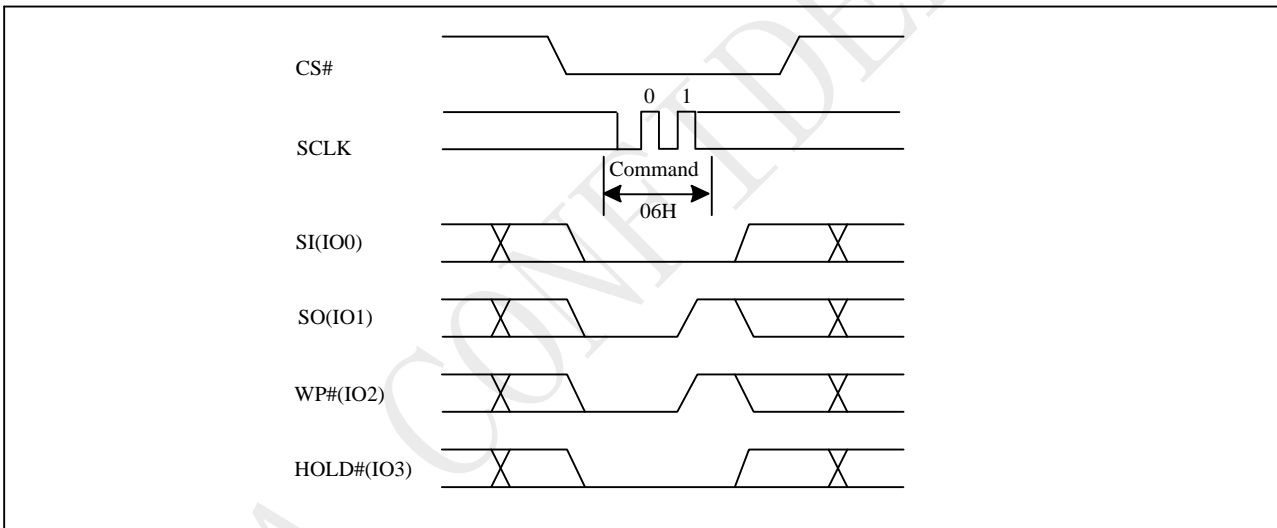 CS#
0 1
SCLK
Command
06H
SI(IO0)
SO(IO1)
WP#(IO2)
HOLD#(IO3)